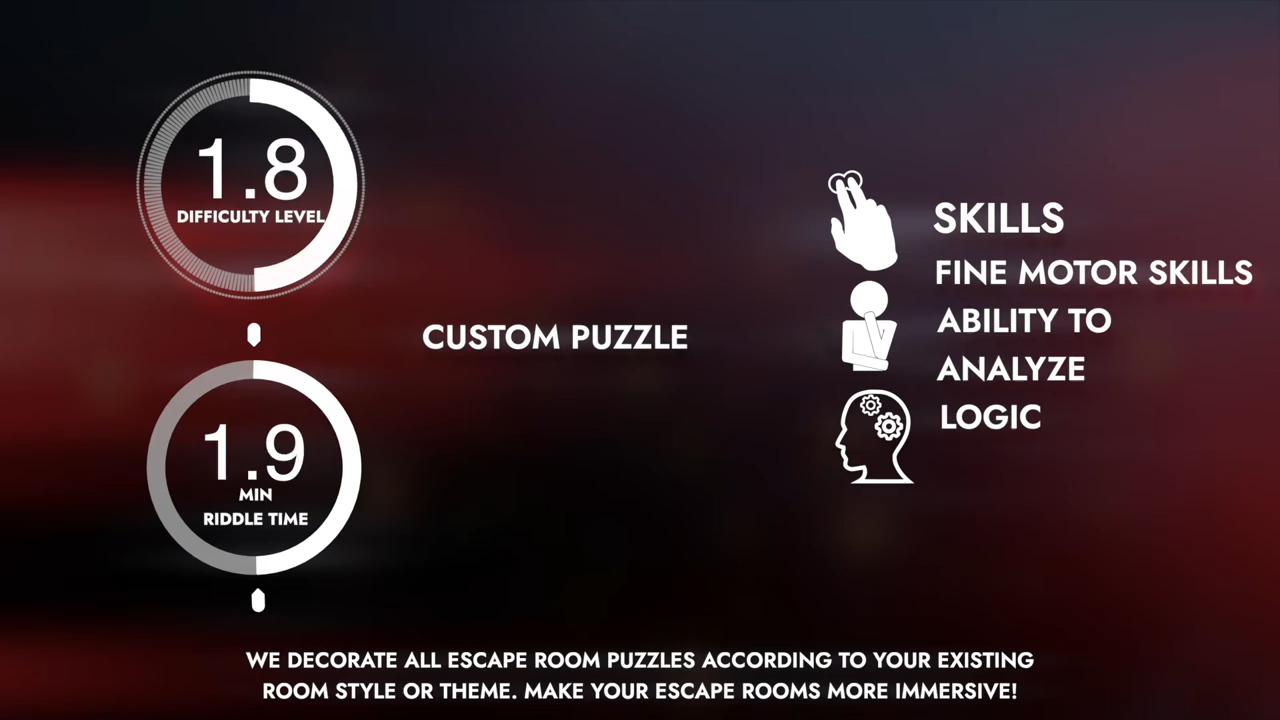 1.8
DIFFICULTY LEVEL
1.9
MIN
RIDDLE TIME
CUSTOM PUZZLE
SKILLS
FINE MOTOR SKILLS
ABILITY TO
ANALYZE
LOGIC
WE DECORATE ALL ESCAPE ROOM PUZZLES ACCORDING TO YOUR EXISTING
ROOM STYLE OR THEME. MAKE YOUR ESCAPE ROOMS MORE IMMERSIVE!